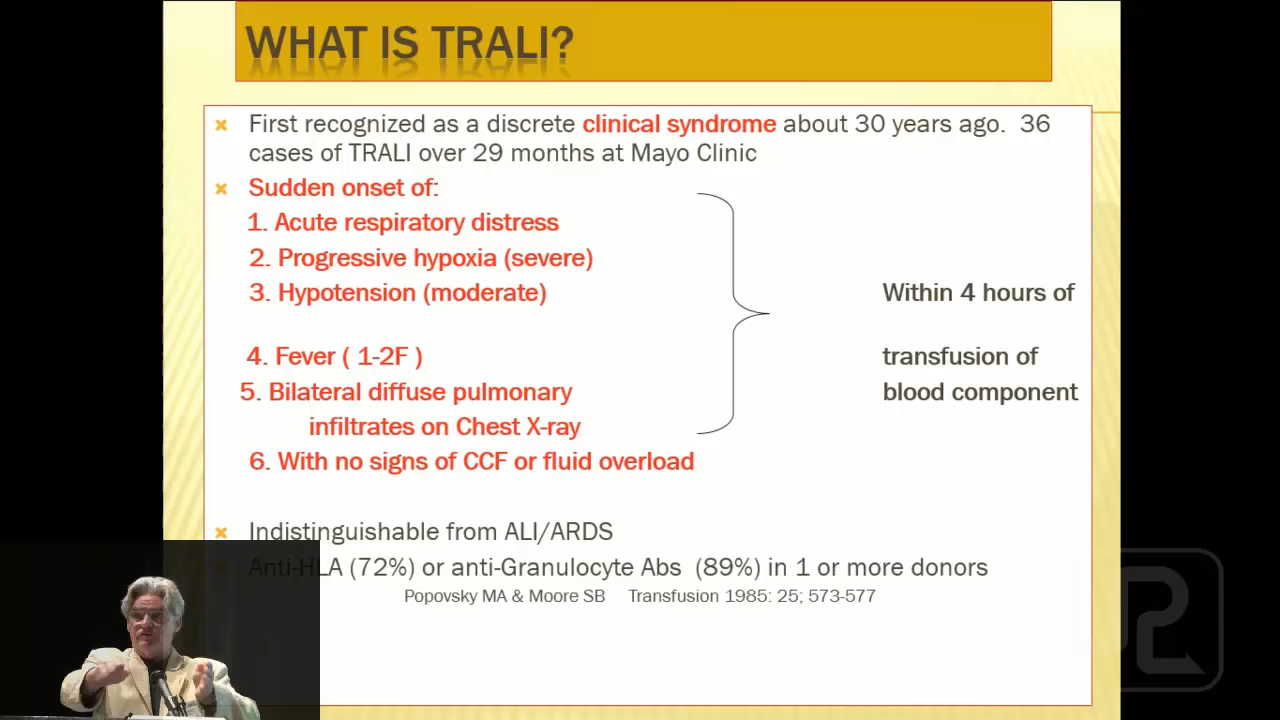 WHAT IS TRALI?
First recognized as a discrete clinical syndrome about 30 years ago. 36
cases of TRALI over 29 months at Mayo Clinic
Sudden onset of:
1. Acute respiratory distress
2. Progressive hypoxia (severe)
3. Hypotension (moderate) Within 4 hours of
4. Fever ( 1-2F ) transfusion of
5. Bilateral diffuse pulmonary blood component
infiltrates on Chest X-ray
6. With no signs of CCF or fluid overload
Indistinguishable from ALI/ARDS
Anti-HLA (72%) or anti-Granulocyte Abs (89%) in 1 or more donors
Popovsky MA & Moore SB Transfusion 1985: 25; 573-577